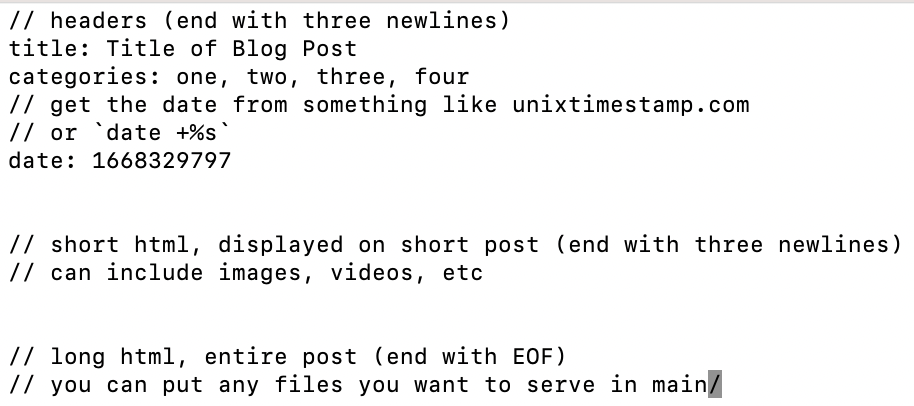 // headers (end with three newlines)
title: Title of Blog Post
categories: one, two, three, four
// get the date from something like unixtimestamp.com
// or `date +%s`
date: 1668329797
// short html, displayed on short post (end with three newlines)
// can include images, videos, etc
// long html, entire post (end with EOF)
// you can put any files you want to serve in main/